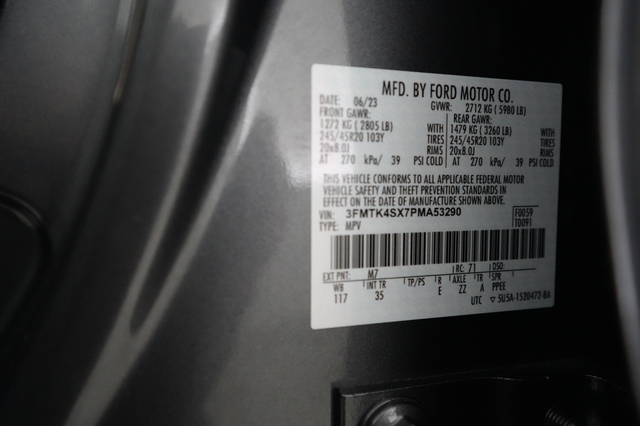 MFD. BY FORD MOTOR CO.
DATE: 06/23 GVWR: 2712 KG ( 5980 LB)
FRONT GAWR: REAR GAWR:
1272 KG ( 2805 LB) WITH 1479 KG ( 3260 LB) WITH
245/45R20 103Y TIRES 245/45R20 103Y TIRES
20x8.0J RIMS 20x8.0J RIMS
AT 270 kPa/ 39 PSI COLD AT 270 kPa/ 39 PSI COLD
THIS VEHICLE CONFORMS TO ALL APPLICABLE FEDERAL MOTOR
VEHICLE SAFETY AND THEFT PREVENTION STANDARDS IN
EFFECT ON THE DATE OF MANUFACTURE SHOWN ABOVE.
VIN: 3FMTK4SX7PMA53290 F0059
TYPE: MPV T0091
EXT PNT: M7 RC: 71 DSO:
WB INT TR TP/PS R AXLE TR SPR
117 35 E ZZ A PPEE
UTC ▽ 5U5A-1520472-BA